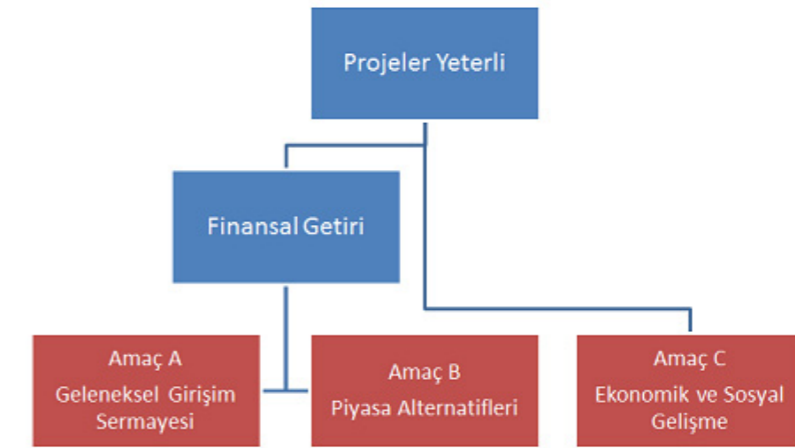 Projeler Yeterli
Finansal Getiri
Amaç A
Geleneksel Girişim
Sermayesi
Amaç B
Piyasa Alternatifleri
Amaç C
Ekonomik ve Sosyal
Gelişme